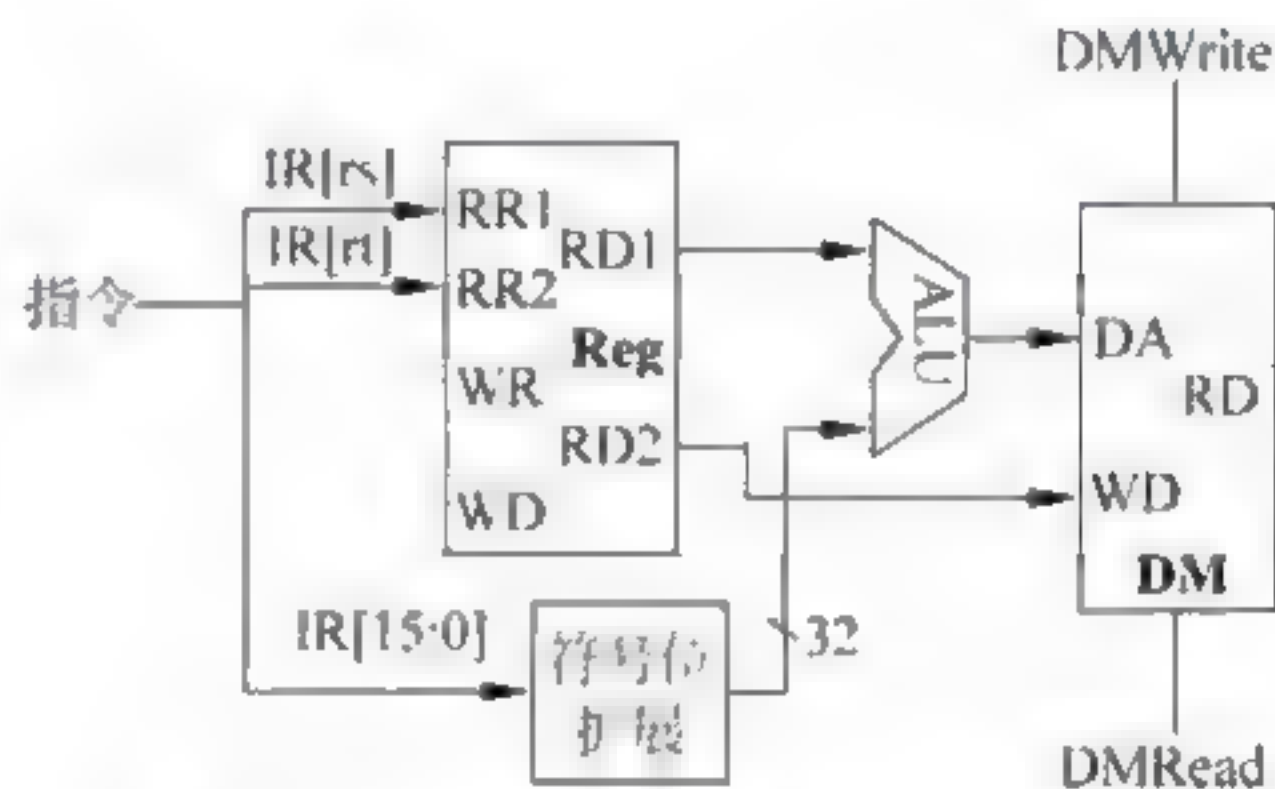 DMWrite
IR[rs]
RR1
IR[rt]
RD1
指令
RR2
ALU
Reg
DA
WR
RD
RD2
WD
WD
DM
IR[15:0]
32
DMRead